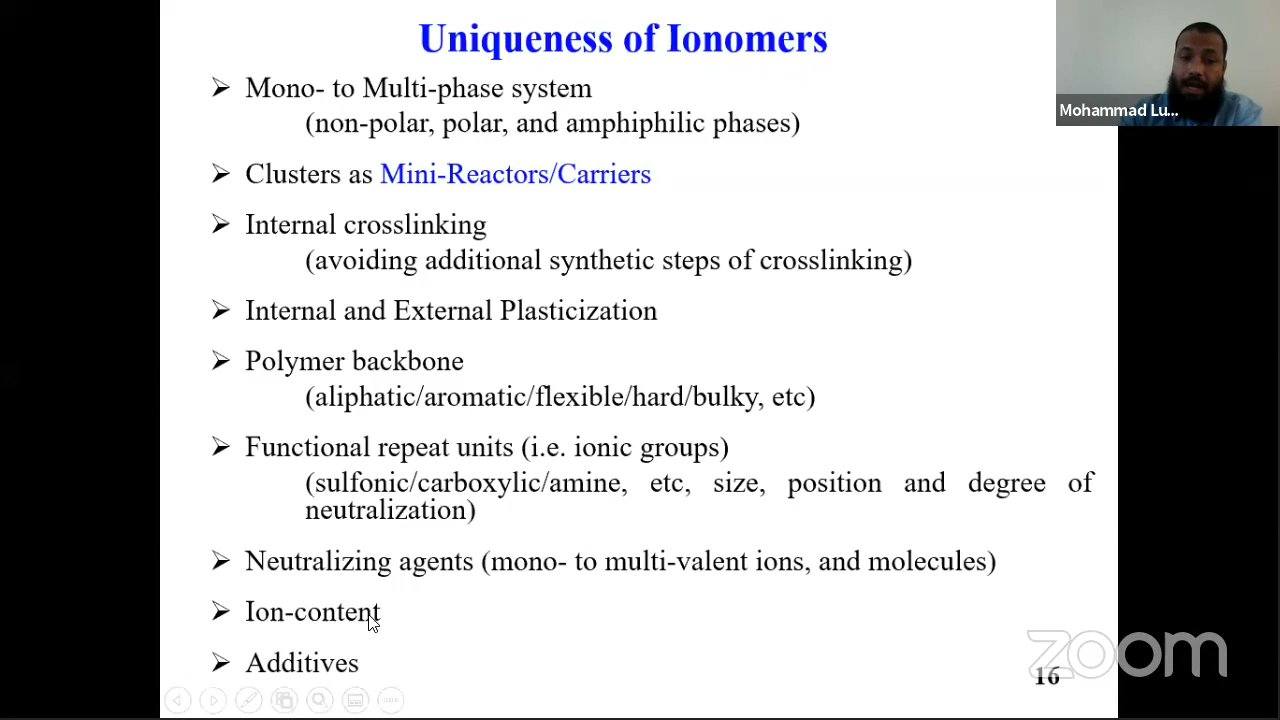 Uniqueness of Ionomers
Mono- to Multi-phase system
(non-polar, polar, and amphiphilic phases)
Clusters as Mini-Reactors/Carriers
Internal crosslinking
(avoiding additional synthetic steps of crosslinking)
Internal and External Plasticization
Polymer backbone
(aliphatic/aromatic/flexible/hard/bulky, etc)
Functional repeat units (i.e. ionic groups)
(sulfonic/carboxylic/amine, etc, size, position and degree of
neutralization)
Neutralizing agents (mono- to multi-valent ions, and molecules)
Ion-content
Additives
16
Mohammad Lu...
zoom